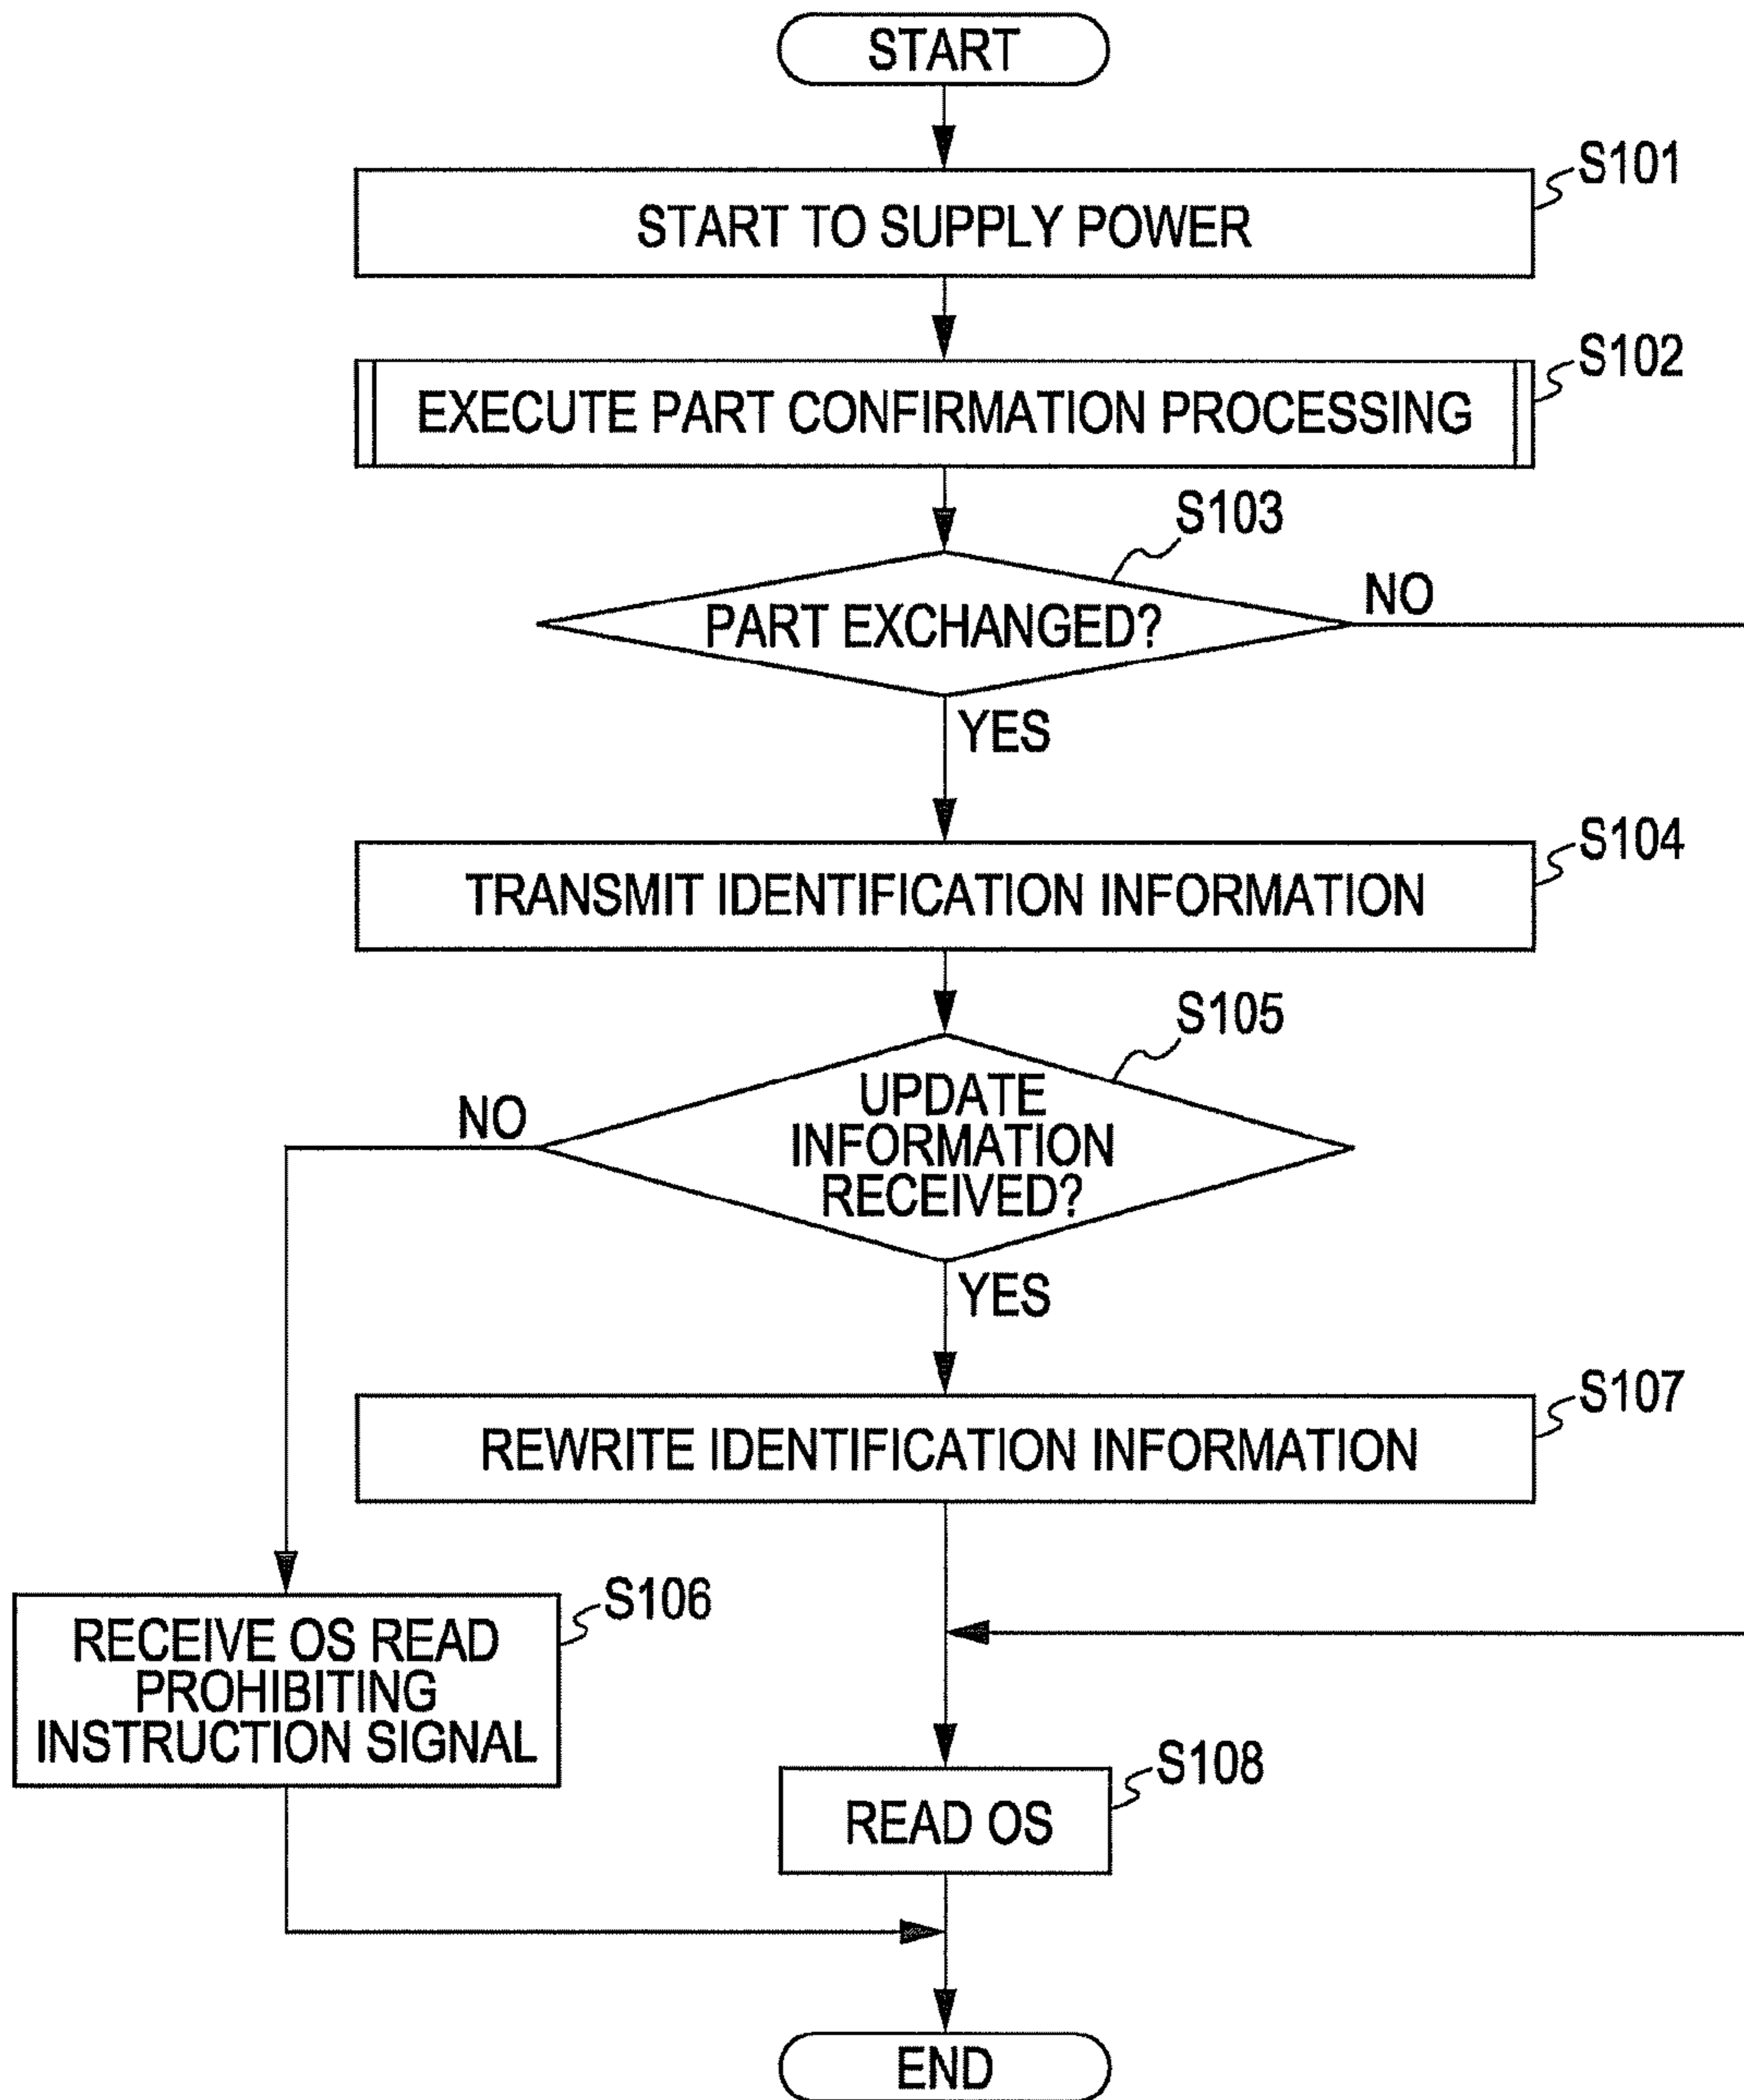 START
S101
START TO SUPPLY POWER
S102
EXECUTE PART CONFIRMATION PROCESSING
S103
PART EXCHANGED?
NO
YES
S104
TRANSMIT IDENTIFICATION INFORMATION
S105
UPDATE
INFORMATION
RECEIVED?
NO
YES
S107
REWRITE IDENTIFICATION INFORMATION
S106
RECEIVE OS READ
PROHIBITING
INSTRUCTION SIGNAL
S108
READ OS
END